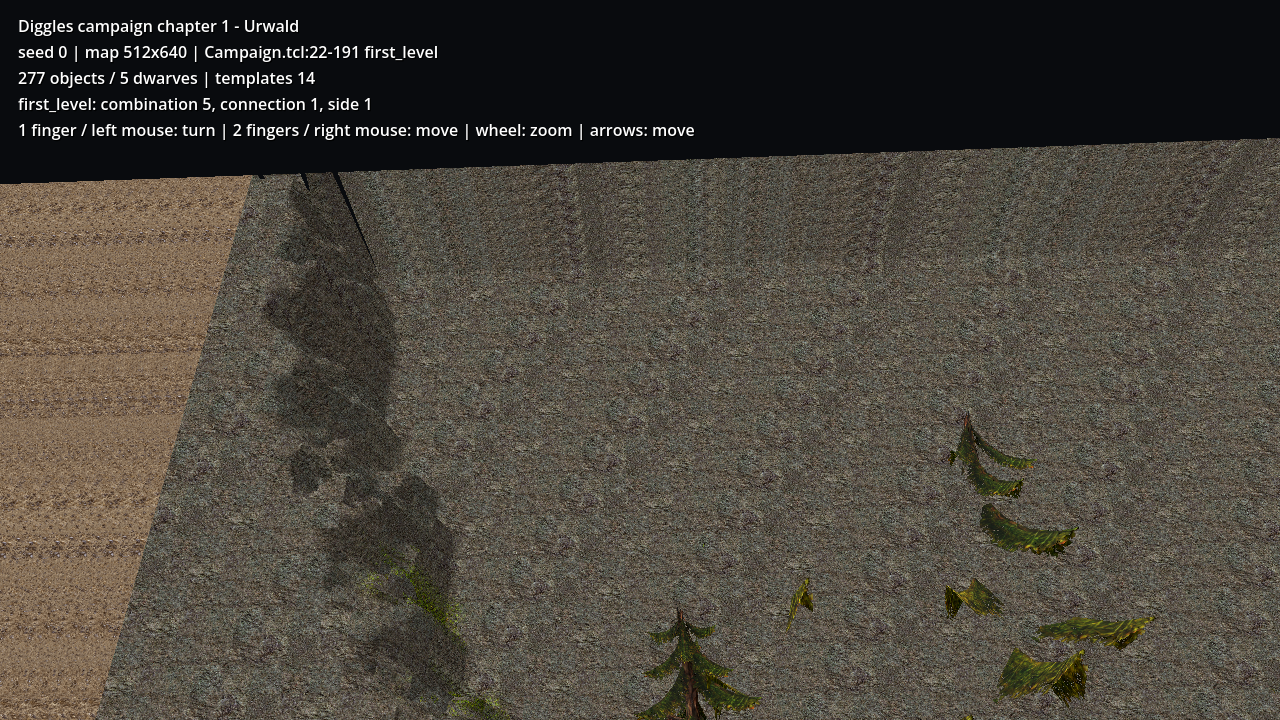 Diggles campaign chapter 1 - Urwald
seed 0 | map 512x640 | Campaign.tcl:22-191 first_level
277 objects / 5 dwarves | templates 14
first_level: combination 5, connection 1, side 1
1 finger / left mouse: turn | 2 fingers / right mouse: move | wheel: zoom | arrows: move